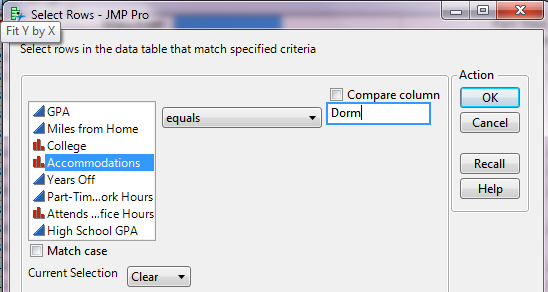 Select Rows - JMP Pro
Fit Y by X
Select rows in the data table that match specified criteria
Action
Compare column
OK
GPA
equals
Dorm
Miles from Home
Cancel
College
Accommodations
Recall
Years Off
Part-Tim...ork Hours
Help
Attends ...fice Hours
High School GPA
Match case
Current Selection
Clear